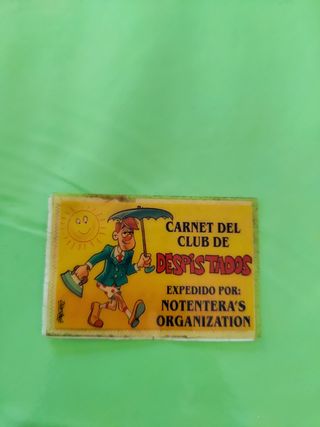 CARNET DEL
CLUB DE
DESPISTADOS
EXPEDIDO POR:
NOTENTERA'S
ORGANIZATION